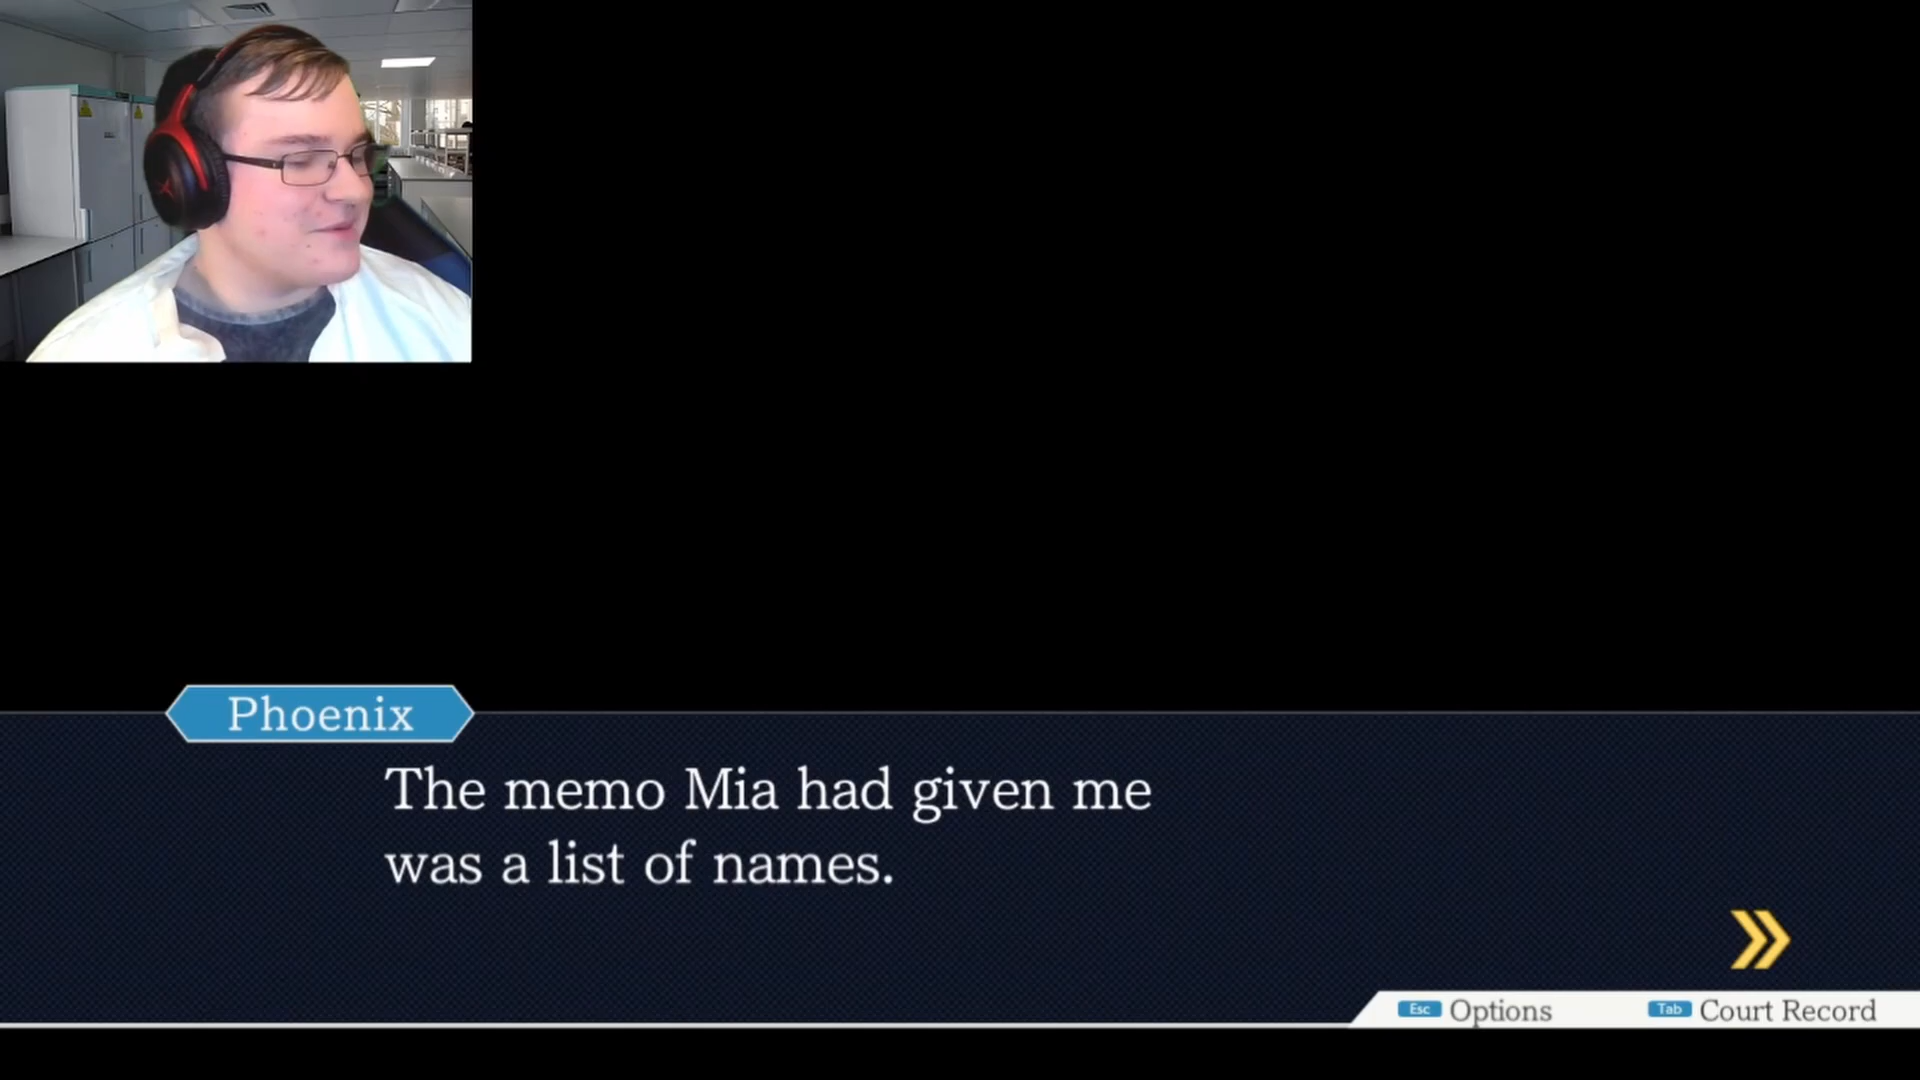 Phoenix
The memo Mia had given me
was a list of names.
Esc Options Tab Court Record